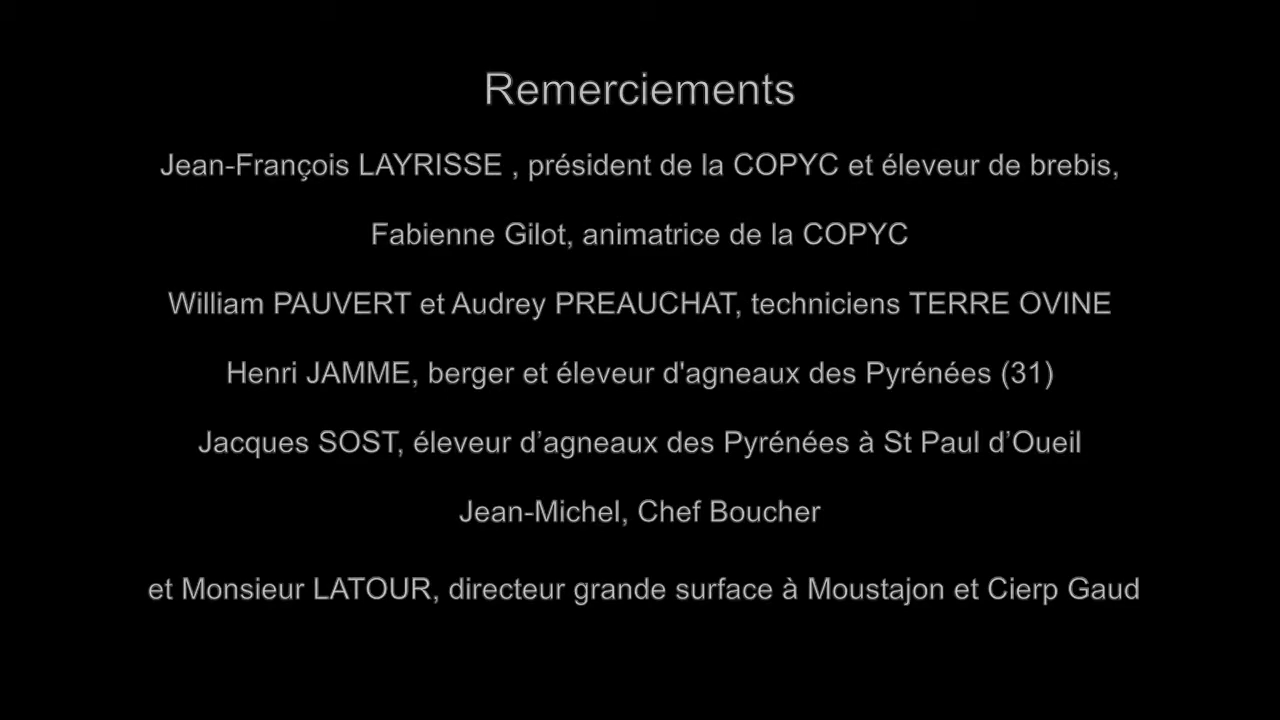 Remerciements
Jean-François LAYRISSE , président de la COPYC et éleveur de brebis,
Fabienne Gilot, animatrice de la COPYC
William PAUVERT et Audrey PREAUCHAT, techniciens TERRE OVINE
Henri JAMME, berger et éleveur d'agneaux des Pyrénées (31)
Jacques SOST, éleveur d’agneaux des Pyrénées à St Paul d’Oueil
Jean-Michel, Chef Boucher
et Monsieur LATOUR, directeur grande surface à Moustajon et Cierp Gaud